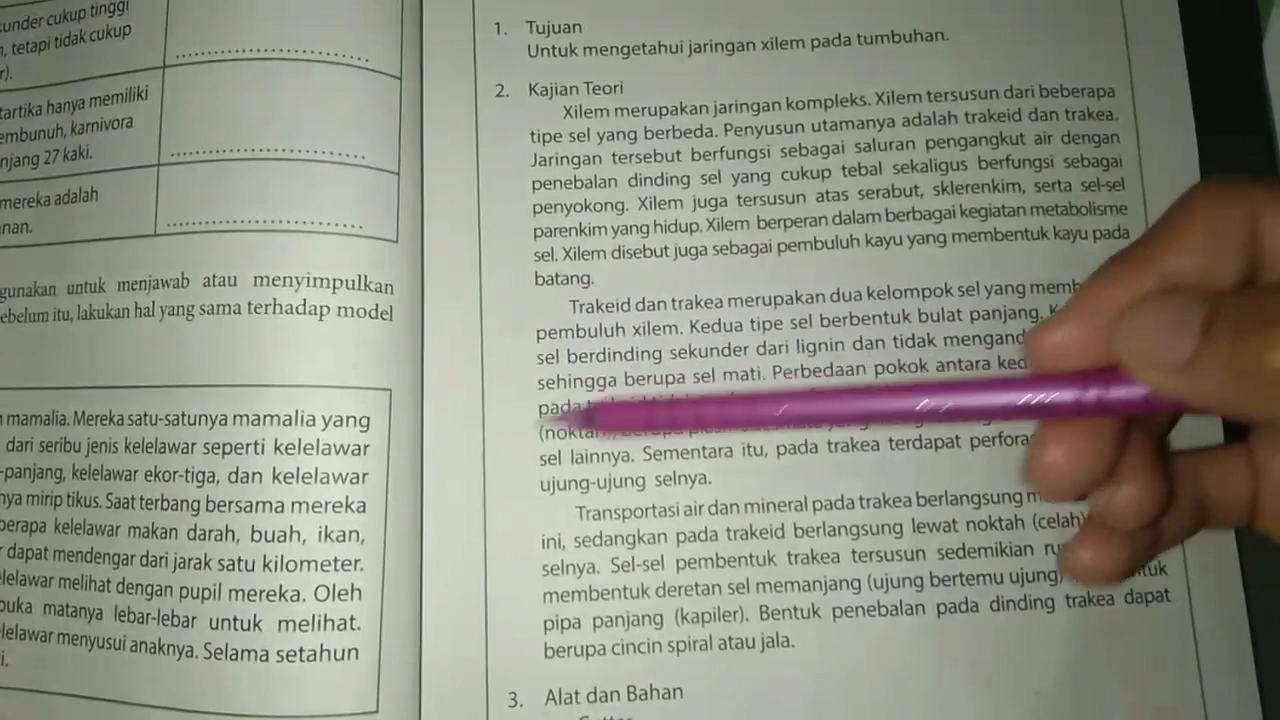 under cukup tinggi
tetapi tidak cukup
r).
tartika hanya memiliki
embunuh, karnivora
njang 27 kaki.
mereka adalah
nan.
gunakan untuk menjawab atau menyimpulkan
ebelum itu, lakukan hal yang sama terhadap model
mamalia. Mereka satu-satunya mamalia yang
dari seribu jenis kelelawar seperti kelelawar
-panjang, kelelawar ekor-tiga, dan kelelawar
nya mirip tikus. Saat terbang bersama mereka
berapa kelelawar makan darah, buah, ikan,
dapat mendengar dari jarak satu kilometer.
elelawar melihat dengan pupil mereka. Oleh
buka matanya lebar-lebar untuk melihat.
lelawar menyusui anaknya. Selama setahun
i.
1. Tujuan
Untuk mengetahui jaringan xilem pada tumbuhan.
2. Kajian Teori
Xilem merupakan jaringan kompleks. Xilem tersusun dari beberapa
tipe sel yang berbeda. Penyusun utamanya adalah trakeid dan trakea.
Jaringan tersebut berfungsi sebagai saluran pengangkut air dengan
penebalan dinding sel yang cukup tebal sekaligus berfungsi sebagai
penyokong. Xilem juga tersusun atas serabut, sklerenkim, serta sel-sel
parenkim yang hidup. Xilem berperan dalam berbagai kegiatan metabolisme
sel. Xilem disebut juga sebagai pembuluh kayu yang membentuk kayu pada
batang.
Trakeid dan trakea merupakan dua kelompok sel yang memb
pembuluh xilem. Kedua tipe sel berbentuk bulat panjang.
sel berdinding sekunder dari lignin dan tidak mengand
sehingga berupa sel mati. Perbedaan pokok antara ked
pada
(noktah),
sel lainnya. Sementara itu, pada trakea terdapat perforas
ujung-ujung selnya.
Transportasi air dan mineral pada trakea berlangsung m
ini, sedangkan pada trakeid berlangsung lewat noktah (celah)
selnya. Sel-sel pembentuk trakea tersusun sedemikian ru
membentuk deretan sel memanjang (ujung bertemu ujung) tuk
pipa panjang (kapiler). Bentuk penebalan pada dinding trakea dapat
berupa cincin spiral atau jala.
3. Alat dan Bahan